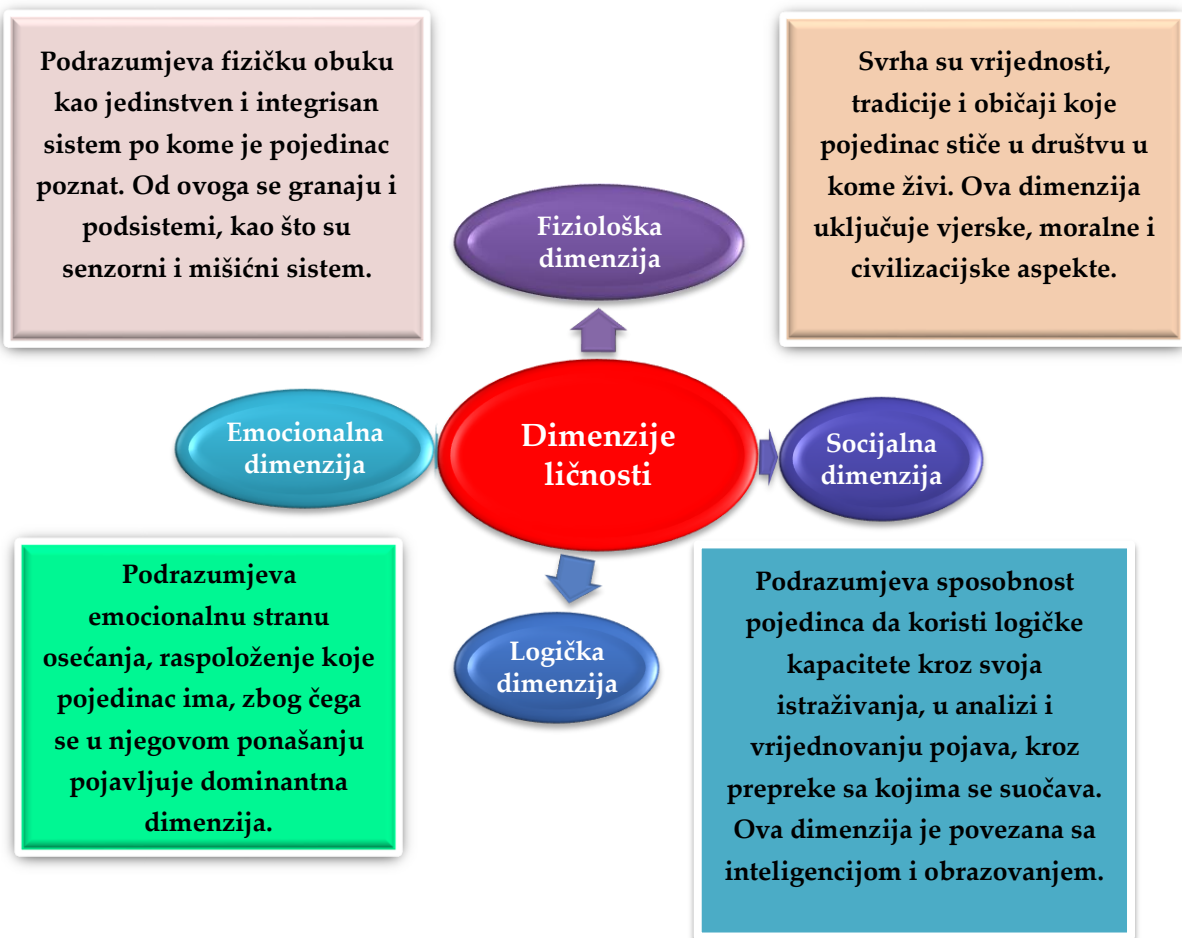 Podrazumjeva fizičku obuku
kao jedinstven i integrisan
sistem po kome je pojedinac
poznat. Od ovoga se granaju i
podsistemi, kao što su
senzorni i mišićni sistem.
Svrha su vrijednosti,
tradicije i običaji koje
pojedinac stiče u društvu u
kome živi. Ova dimenzija
uključuje vjerske, moralne i
civilizacijske aspekte.
Fiziološka
dimenzija
Emocionalna
dimenzija
Dimenzije
ličnosti
Socijalna
dimenzija
Logička
dimenzija
Podrazumjeva
emocionalnu stranu
osećanja, raspoloženje koje
pojedinac ima, zbog čega
se u njegovom ponašanju
pojavljuje dominantna
dimenzija.
Podrazumjeva sposobnost
pojedinca da koristi logičke
kapacitete kroz svoja
istraživanja, u analizi i
vrijednovanju pojava, kroz
prepreke sa kojima se suočava.
Ova dimenzija je povezana sa
inteligencijom i obrazovanjem.